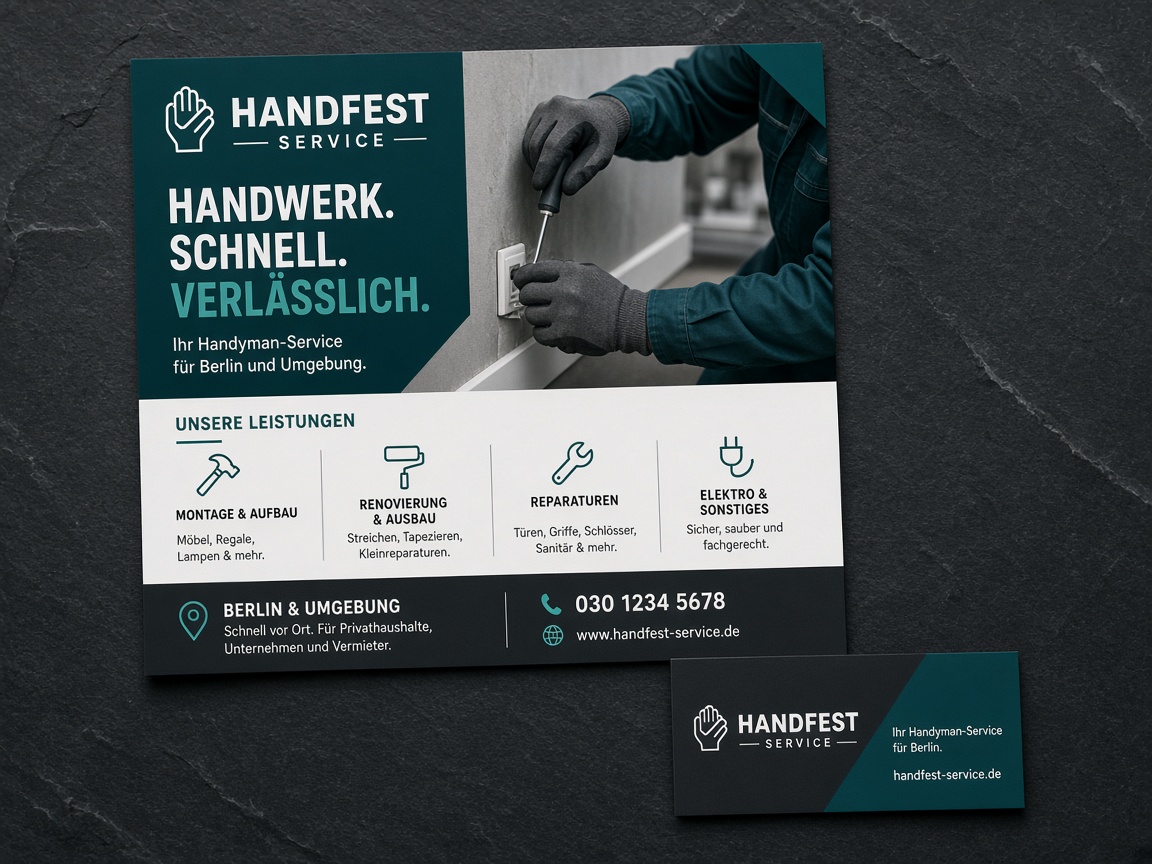 HANDFEST
SERVICE
HANDWERK.
SCHNELL.
VERLÄSSLICH.
Ihr Handyman-Service
für Berlin und Umgebung.
UNSERE LEISTUNGEN
MONTAGE & AUFBAU
Möbel, Regale,
Lampen & mehr.
RENOVIERUNG
& AUSBAU
Streichen, Tapezieren,
Kleinreparaturen.
REPARATUREN
Türen, Griffe, Schlösser,
Sanitär & mehr.
ELEKTRO &
SONSTIGES
Sicher, sauber und
fachgerecht.
BERLIN & UMGEBUNG
Schnell vor Ort. Für Privathaushalte,
Unternehmen und Vermieter.
030 1234 5678
www.handfest-service.de
HANDFEST
SERVICE
Ihr Handyman-Service
für Berlin.
handfest-service.de